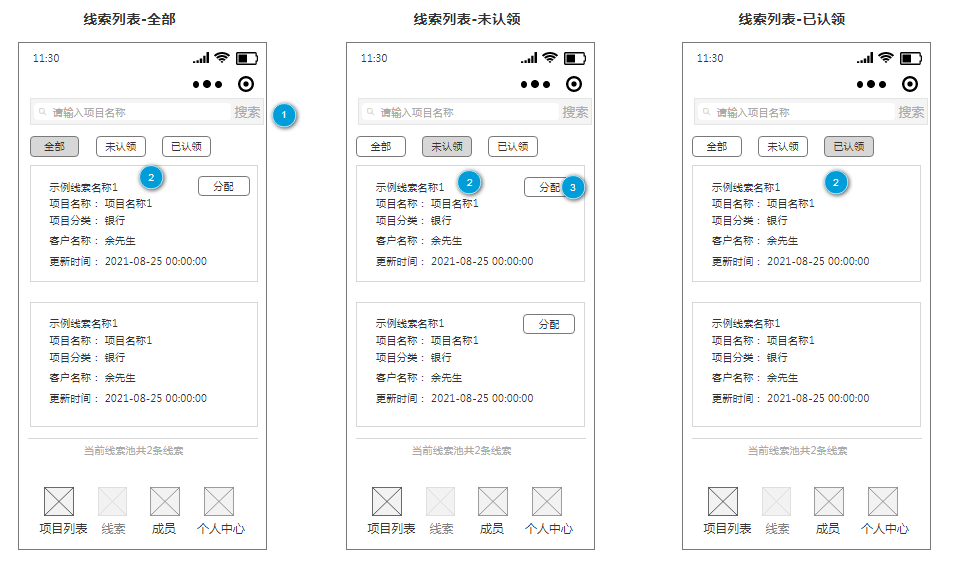 线索列表-全部
11:30
请输入项目名称
搜索
1
全部
未认领
已认领
2
示例线索名称1
分配
项目名称： 项目名称1
项目分类： 银行
客户名称： 余先生
更新时间： 2021-08-25 00:00:00
示例线索名称1
项目名称： 项目名称1
项目分类： 银行
客户名称： 余先生
更新时间： 2021-08-25 00:00:00
当前线索池共2条线索
项目列表
线索
成员
个人中心
线索列表-未认领
11:30
请输入项目名称
搜索
全部
未认领
已认领
2
示例线索名称1
分配
3
项目名称： 项目名称1
项目分类： 银行
客户名称： 余先生
更新时间： 2021-08-25 00:00:00
示例线索名称1
分配
项目名称： 项目名称1
项目分类： 银行
客户名称： 余先生
更新时间： 2021-08-25 00:00:00
当前线索池共2条线索
项目列表
线索
成员
个人中心
线索列表-已认领
11:30
请输入项目名称
搜索
全部
未认领
已认领
2
示例线索名称1
项目名称： 项目名称1
项目分类： 银行
客户名称： 余先生
更新时间： 2021-08-25 00:00:00
示例线索名称1
项目名称： 项目名称1
项目分类： 银行
客户名称： 余先生
更新时间： 2021-08-25 00:00:00
当前线索池共2条线索
项目列表
线索
成员
个人中心